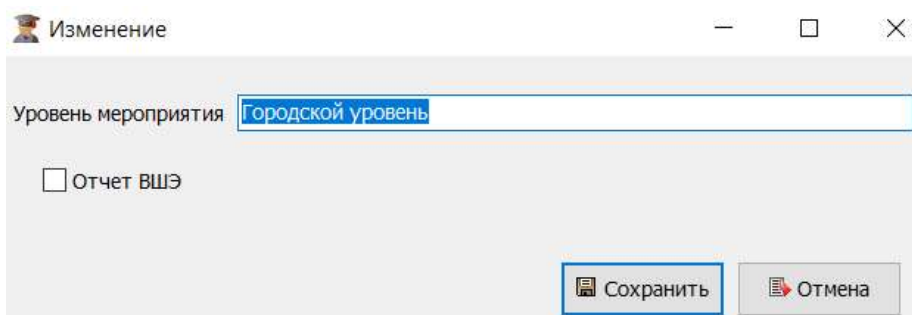 Изменение
Уровень мероприятия Городской уровень
Отчет ВШЭ
Сохранить Отмена